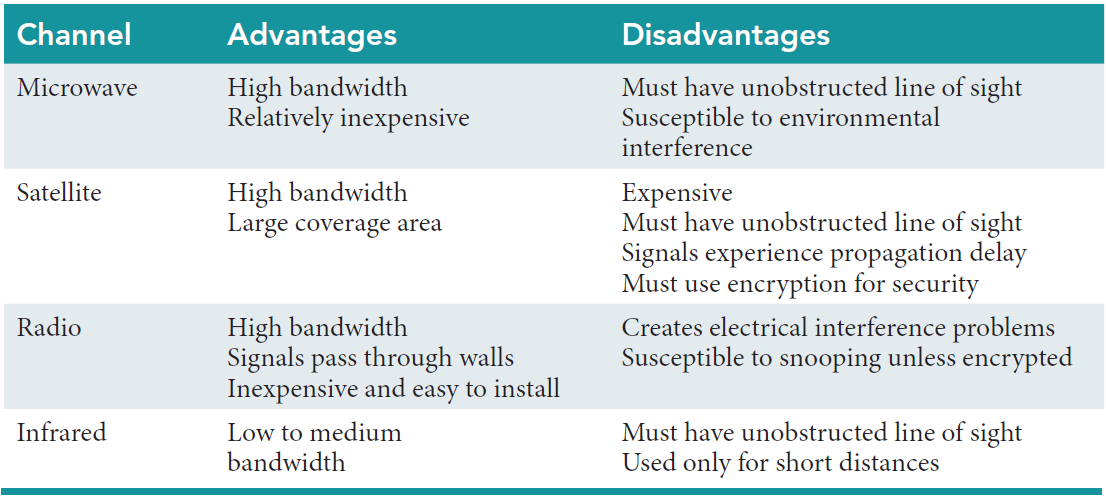 Channel Advantages Disadvantages
Microwave High bandwidth Must have unobstructed line of sight
Relatively inexpensive Susceptible to environmental
interference
Satellite High bandwidth Expensive
Large coverage area Must have unobstructed line of sight
Signals experience propagation delay
Must use encryption for security
Radio High bandwidth Creates electrical interference problems
Signals pass through walls Susceptible to snooping unless encrypted
Inexpensive and easy to install
Infrared Low to medium Must have unobstructed line of sight
bandwidth Used only for short distances